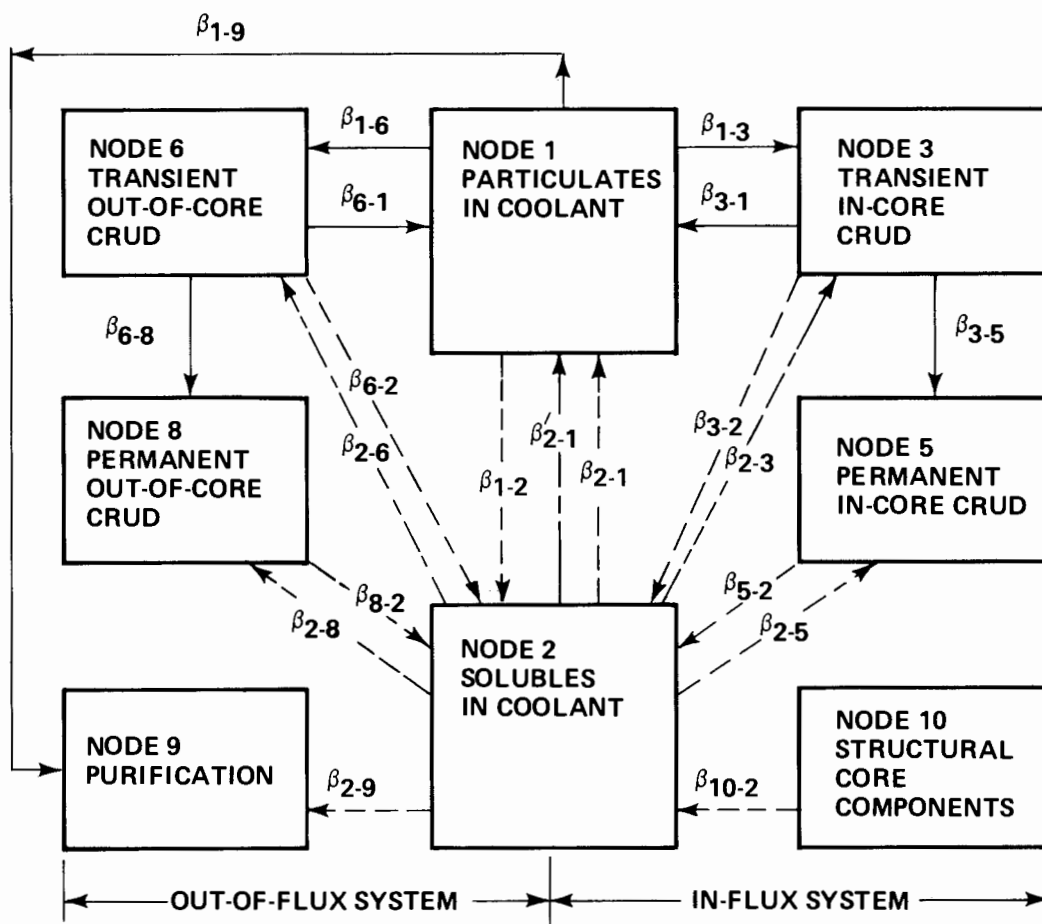 β1-9
β1-6
β6-1
β1-3
β3-1
NODE 6
TRANSIENT
OUT-OF-CORE
CRUD
NODE 1
PARTICULATES
IN COOLANT
NODE 3
TRANSIENT
IN-CORE
CRUD
β6-8
β6-2
β2-6
β1-2
β′2-1
β2-1
β3-2
β2-3
β3-5
NODE 8
PERMANENT
OUT-OF-CORE
CRUD
NODE 5
PERMANENT
IN-CORE CRUD
β8-2
β2-8
β5-2
β2-5
NODE 2
SOLUBLES
IN COOLANT
NODE 9
PURIFICATION
NODE 10
STRUCTURAL
CORE
COMPONENTS
β2-9
β10-2
OUT-OF-FLUX SYSTEM
IN-FLUX SYSTEM